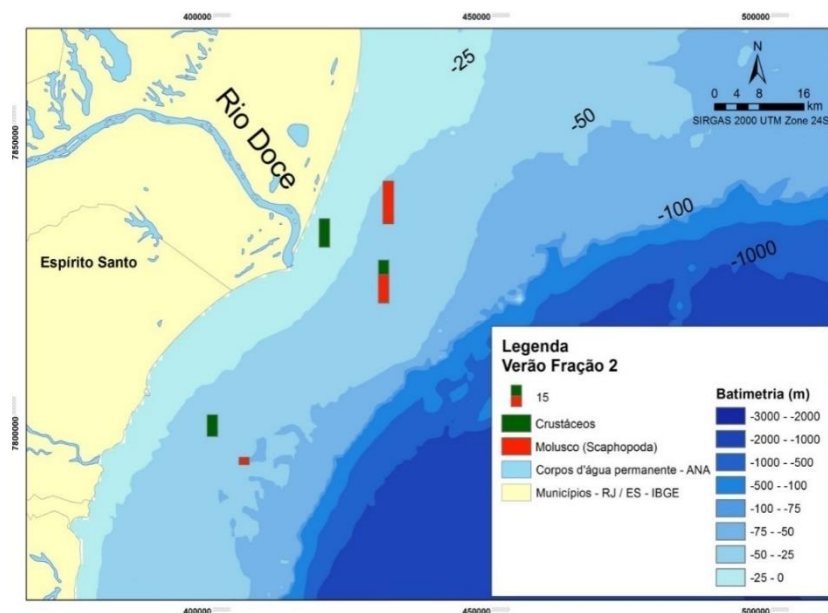 400000 450000 500000
-25
N
0 4 8 16
km
SIRGAS 2000 UTM Zone 24S
-50
7850000
Rio Doce
-100
Espírito Santo
-1000
Legenda
Verão Fração 2
15
Crustáceos
Molusco (Scaphopoda)
Corpos d'água permanente - ANA
Municípios - RJ / ES - IBGE
Batimetria (m)
-3000 - -2000
-2000 - -1000
-1000 - -500
-500 - -100
-100 - -75
-75 - -50
-50 - -25
-25 - 0
7800000
400000 450000 500000